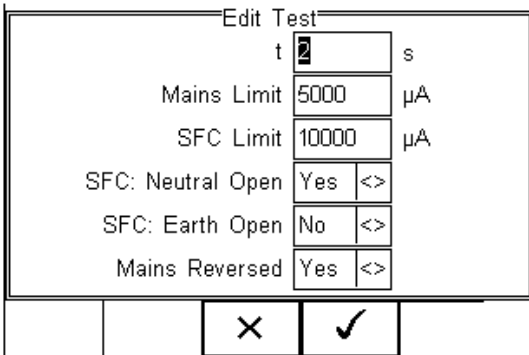 Edit Test
t 2 s
Mains Limit 5000 µA
SFC Limit 10000 µA
SFC: Neutral Open Yes <>
SFC: Earth Open No <>
Mains Reversed Yes <>